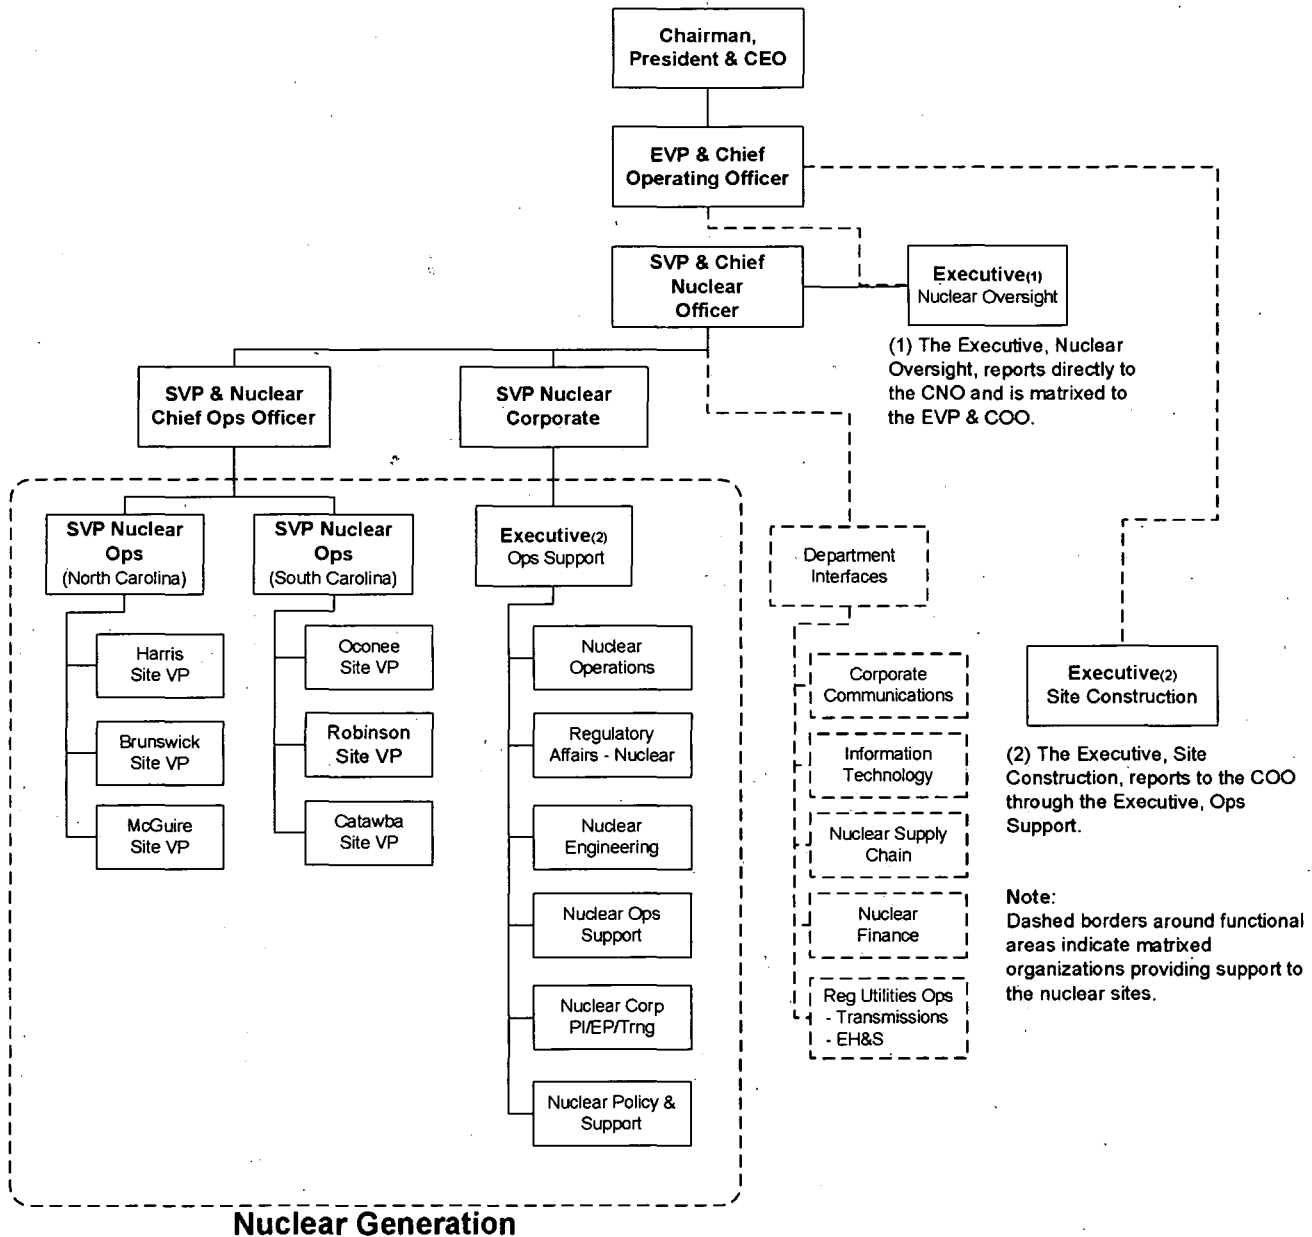 Chairman,
President & CEO
EVP & Chief
Operating Officer
SVP & Chief
Nuclear
Officer
Executive(1)
Nuclear Oversight
(1) The Executive, Nuclear
Oversight, reports directly to
the CNO and is matrixed to
the EVP & COO.
SVP & Nuclear
Chief Ops Officer
SVP Nuclear
Corporate
SVP Nuclear
Ops
(North Carolina)
SVP Nuclear
Ops
(South Carolina)
Executive(2)
Ops Support
Department
Interfaces
Harris
Site VP
Brunswick
Site VP
McGuire
Site VP
Oconee
Site VP
Robinson
Site VP
Catawba
Site VP
Nuclear
Operations
Regulatory
Affairs - Nuclear
Nuclear
Engineering
Nuclear Ops
Support
Nuclear Corp
PI/EP/Trng
Nuclear Policy &
Support
Corporate
Communications
Information
Technology
Nuclear Supply
Chain
Nuclear
Finance
Reg Utilities Ops
- Transmissions
- EH&S
Executive(2)
Site Construction
(2) The Executive, Site
Construction, reports to the COO
through the Executive, Ops
Support.
Note:
Dashed borders around functional
areas indicate matrixed
organizations providing support to
the nuclear sites.
Nuclear Generation